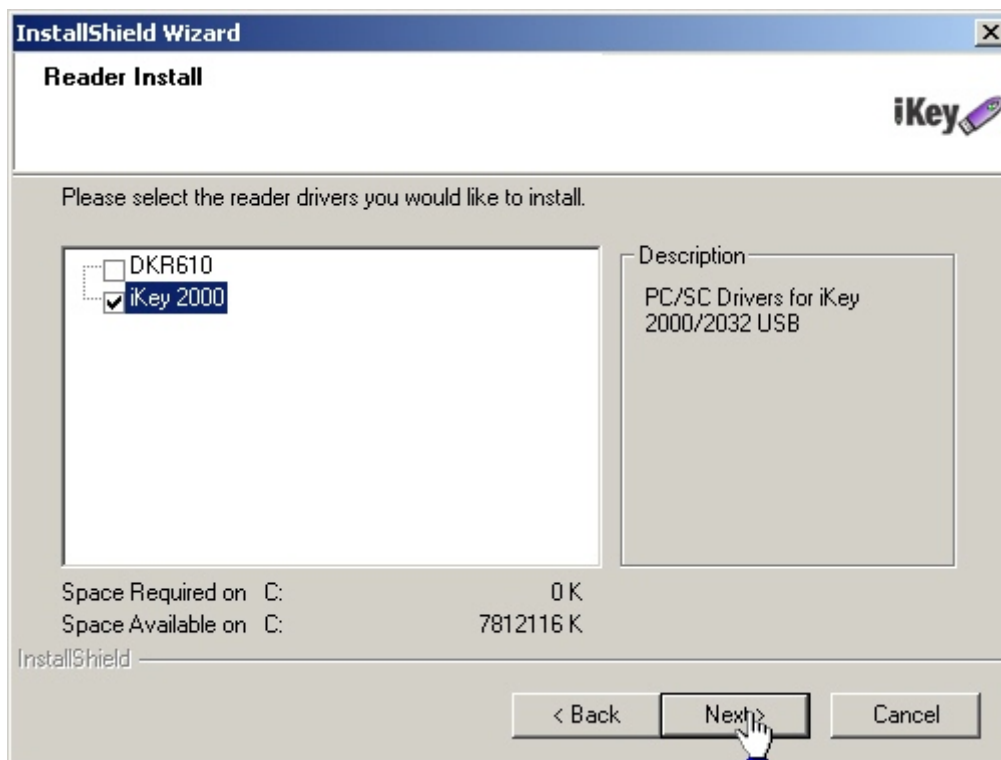 InstallShield Wizard
Reader Install
iKey
Please select the reader drivers you would like to install.
DKR610
iKey 2000
Description
PC/SC Drivers for iKey
2000/2032 USB
Space Required on C: 0 K
Space Available on C: 7812116 K
InstallShield
< Back Next > Cancel